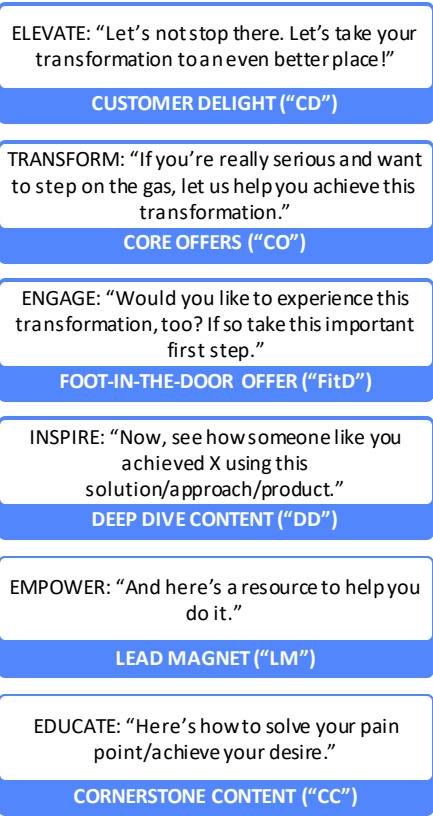 ELEVATE: “Let’s not stop there. Let’s take your
transformation to an even better place!”
CUSTOMER DELIGHT (“CD”)
TRANSFORM: “If you’re really serious and want
to step on the gas, let us help you achieve this
transformation.”
CORE OFFERS (“CO”)
ENGAGE: “Would you like to experience this
transformation, too? If so take this important
first step.”
FOOT-IN-THE-DOOR OFFER (“FitD”)
INSPIRE: “Now, see how someone like you
achieved X using this
solution/approach/product.”
DEEP DIVE CONTENT (“DD”)
EMPOWER: “And here’s a resource to help you
do it.”
LEAD MAGNET (“LM”)
EDUCATE: “Here’s how to solve your pain
point/achieve your desire.”
CORNERSTONE CONTENT (“CC”)